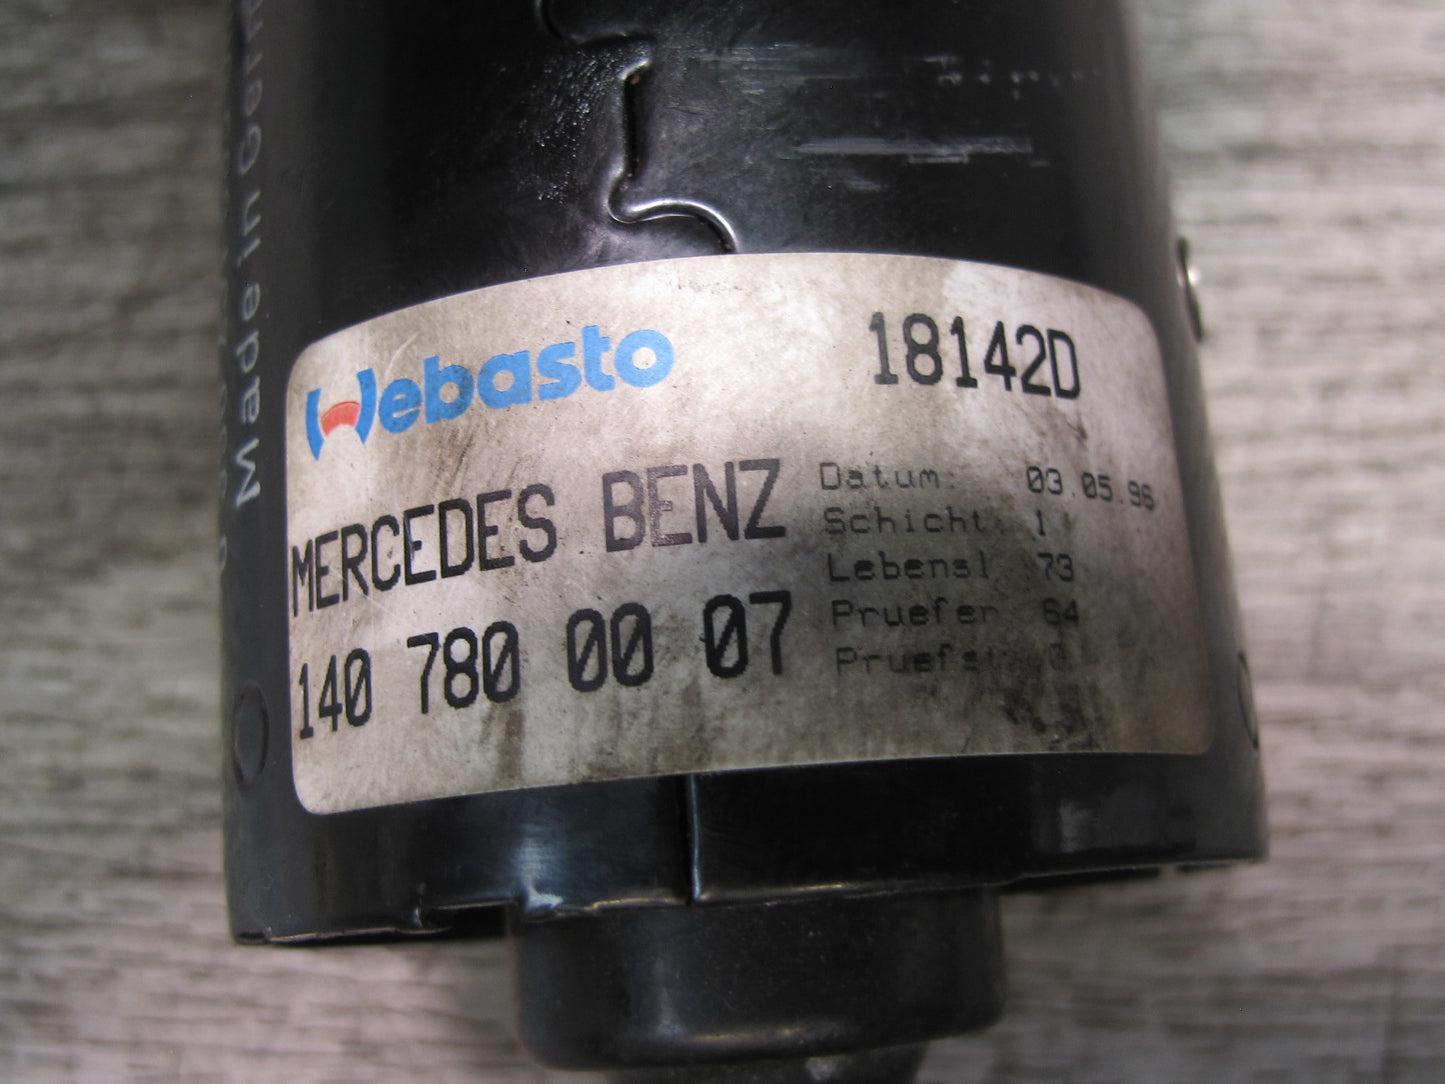 Made in Germ
Webasto 18142D
MERCEDES BENZ
140 780 00 07
Datum: 03.05.96
Schicht 1
Lebensl 73
Pruefer 64